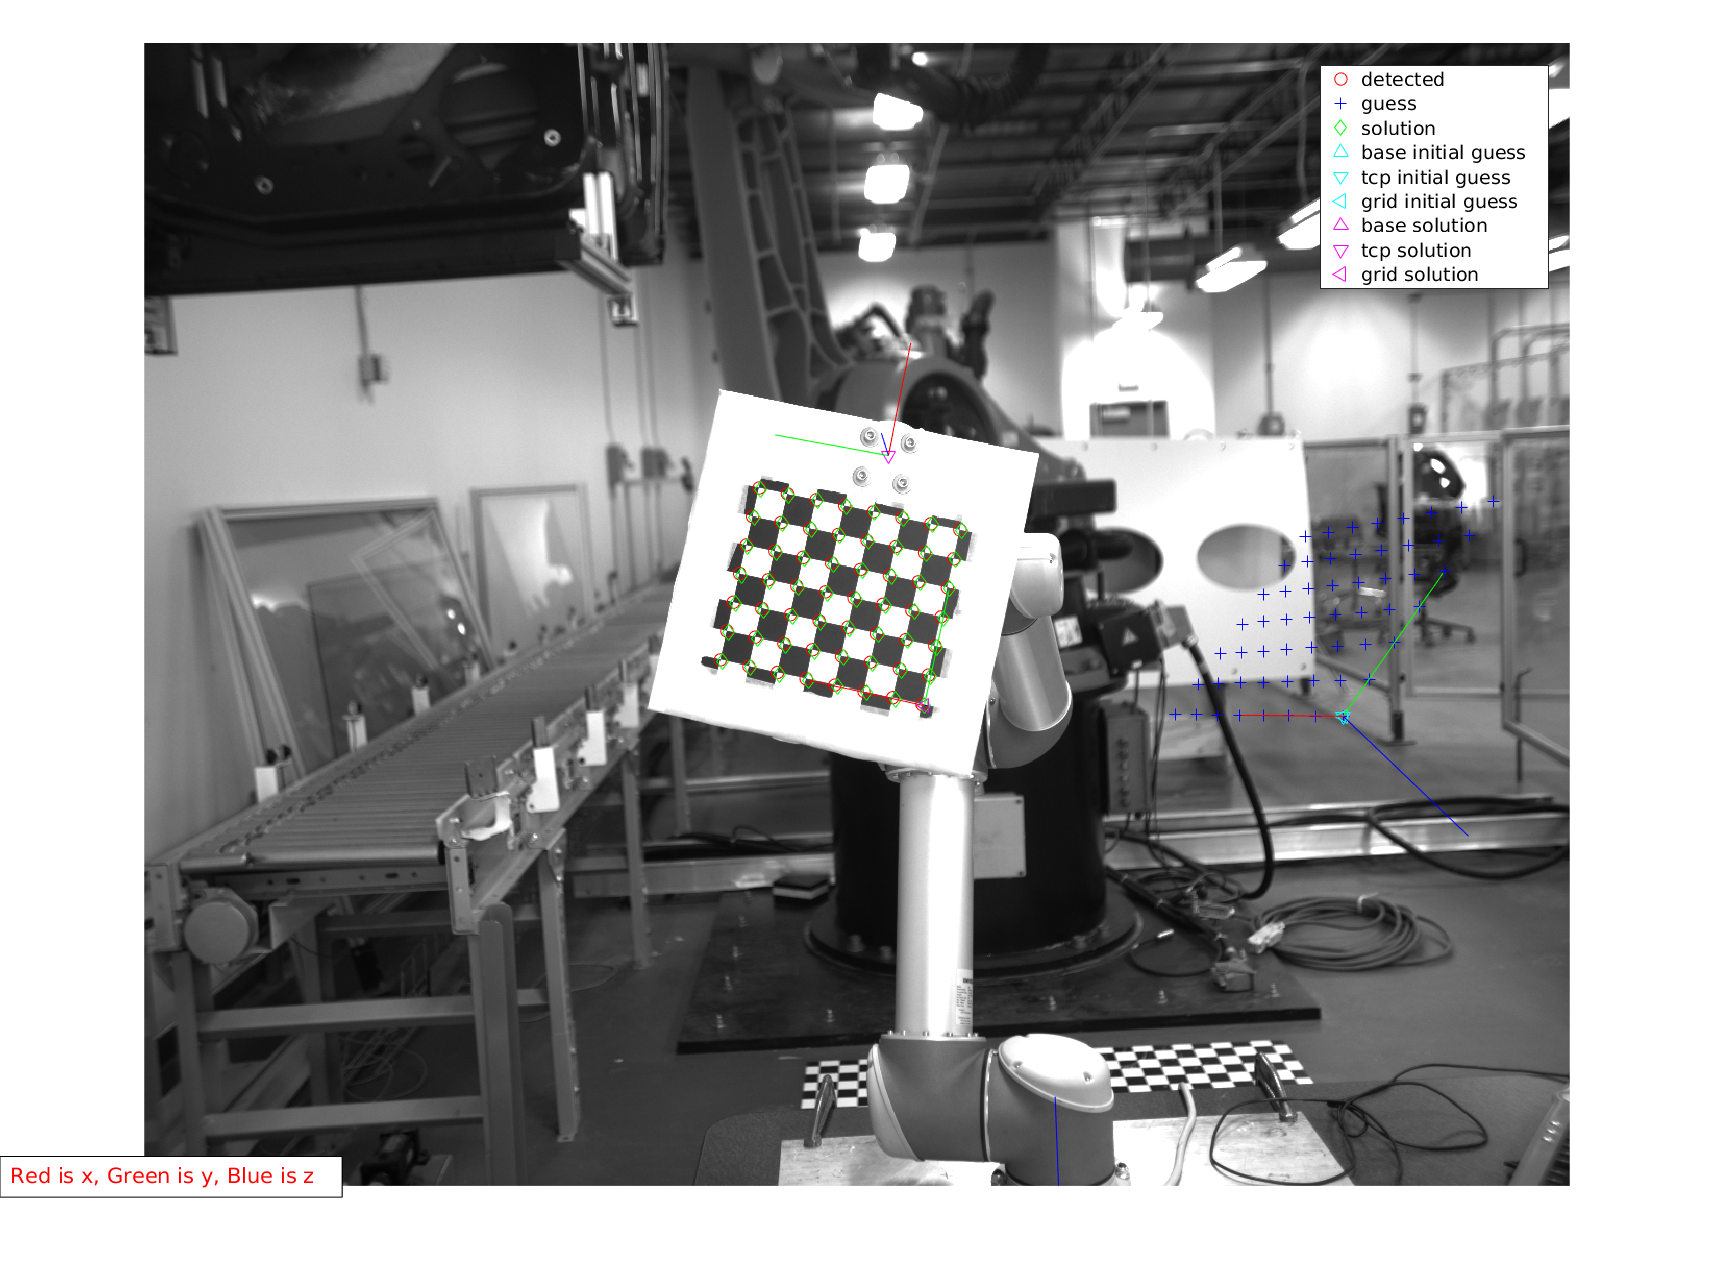 detected
guess
solution
base initial guess
tcp initial guess
grid initial guess
base solution
tcp solution
grid solution
Red is x, Green is y, Blue is z